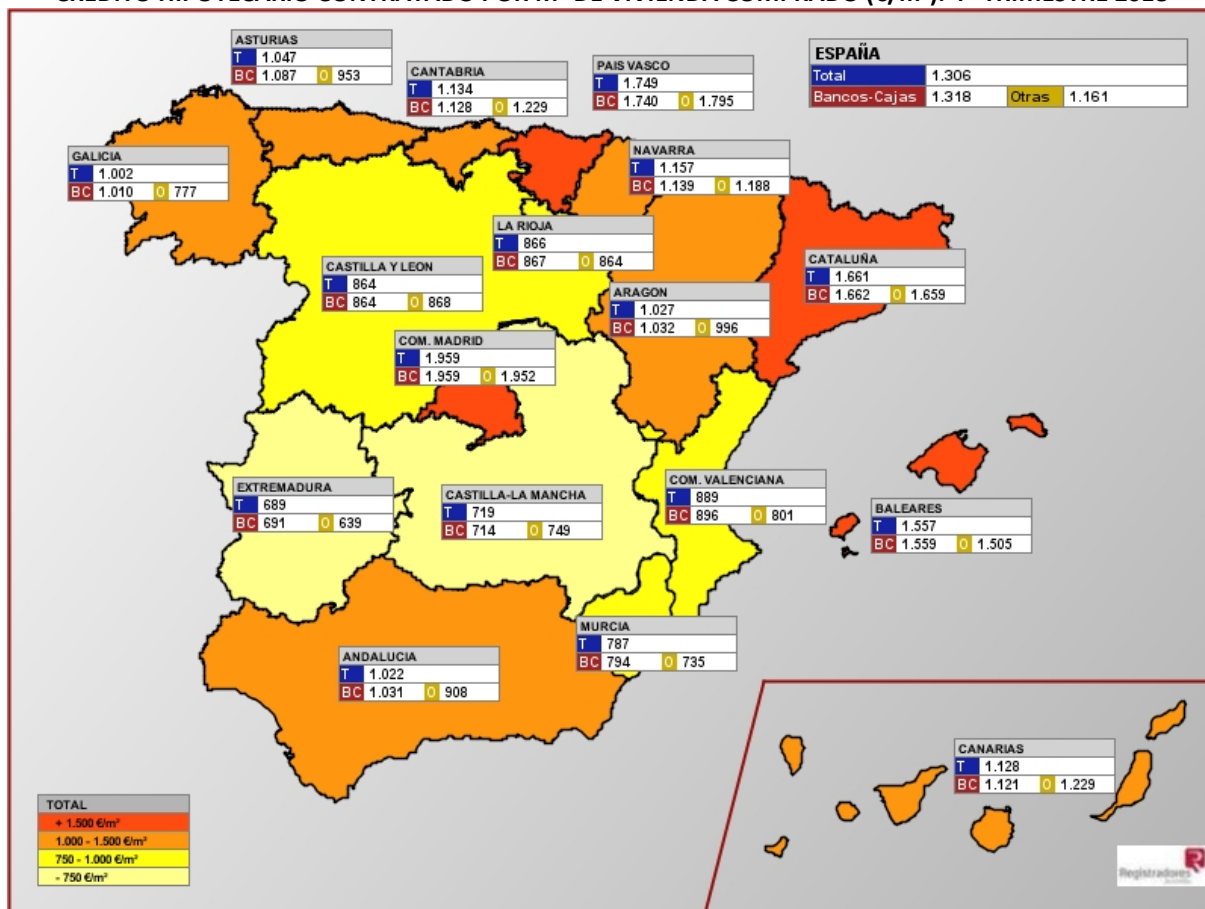 ASTURIAS
T 1.047
BC 1.087 O 953
CANTABRIA
T 1.134
BC 1.128 O 1.229
PAIS VASCO
T 1.749
BC 1.740 O 1.795
ESPAÑA
Total 1.306
Bancos-Cajas 1.318 Otras 1.161
GALICIA
T 1.002
BC 1.010 O 777
NAVARRA
T 1.157
BC 1.139 O 1.188
LA RIOJA
T 866
BC 867 O 864
CASTILLA Y LEON
T 864
BC 864 O 868
CATALUÑA
T 1.661
BC 1.662 O 1.659
ARAGON
T 1.027
BC 1.032 O 996
COM. MADRID
T 1.959
BC 1.959 O 1.952
EXTREMADURA
T 689
BC 691 O 639
CASTILLA-LA MANCHA
T 719
BC 714 O 749
COM. VALENCIANA
T 889
BC 896 O 801
BALEARES
T 1.557
BC 1.559 O 1.505
MURCIA
T 787
BC 794 O 735
ANDALUCIA
T 1.022
BC 1.031 O 908
CANARIAS
T 1.128
BC 1.121 O 1.229
TOTAL
+ 1.500 €/m²
1.000 - 1.500 €/m²
750 - 1.000 €/m²
- 750 €/m²
Registradores